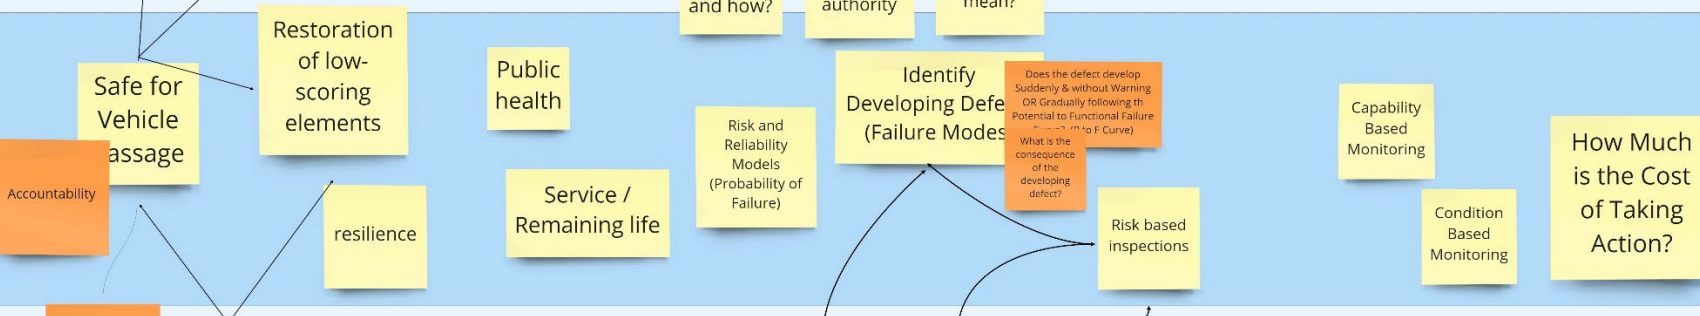 and how?
authority
mean?
Restoration
of low-
scoring
elements
Safe for
Vehicle
assage
Accountability
resilience
Public
health
Service /
Remaining life
Risk and
Reliability
Models
(Probability of
Failure)
Identify
Developing Defe
(Failure Modes
Does the defect develop
Suddenly & without Warning
OR Gradually following th
Potential to Functional Failure
to F Curve)
What is the
consequence
of the
developing
defect?
Risk based
inspections
Capability
Based
Monitoring
Condition
Based
Monitoring
How Much
is the Cost
of Taking
Action?